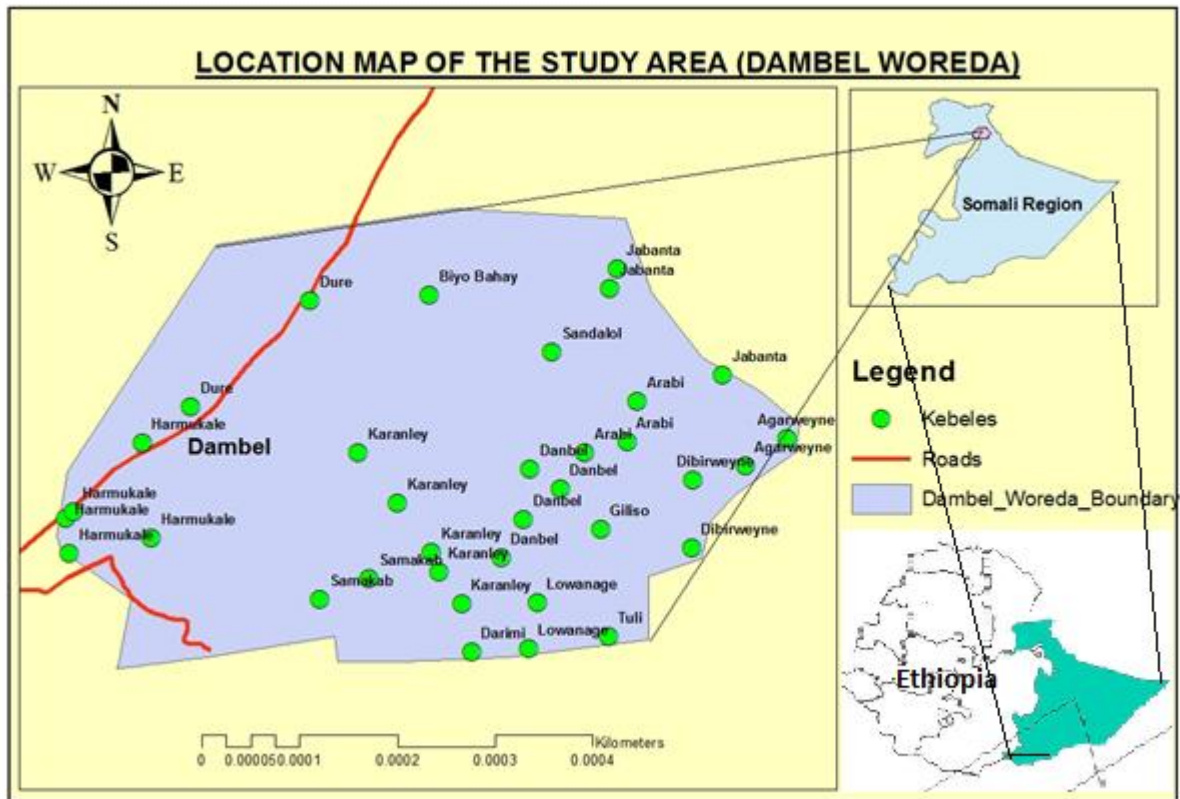 LOCATION MAP OF THE STUDY AREA (DAMBEL WOREDA)
N
W
E
S
Somali Region
Jabanta
Jabanta
Dure
Biyo Bahay
Sandalol
Jabanta
Dure
Arabi
Harmukale
Dambel
Karanley
Arabi
Arabi
Agarweyne
Agarweyne
Danbel
Danbel
Dibirweyne
Karanley
Danbel
Harmukale
Harmukale
Harmukale
Harmukale
Giliso
Dibirweyne
Karanley
Danbel
Karanley
Samakab
Samakab
Karanley
Lowanage
Tuli
Darimi
Lowanage
Kilometers
0 0.00005 0.0001 0.0002 0.0003 0.0004
Legend
Kebeles
Roads
Dambel_Woreda_Boundary
Ethiopia